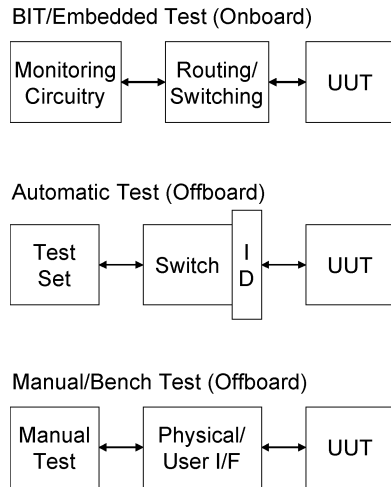 BIT/Embedded Test (Onboard)
Monitoring
Circuitry
Routing/
Switching
UUT
Automatic Test (Offboard)
Test
Set
Switch
I
D
UUT
Manual/Bench Test (Offboard)
Manual
Test
Physical/
User I/F
UUT